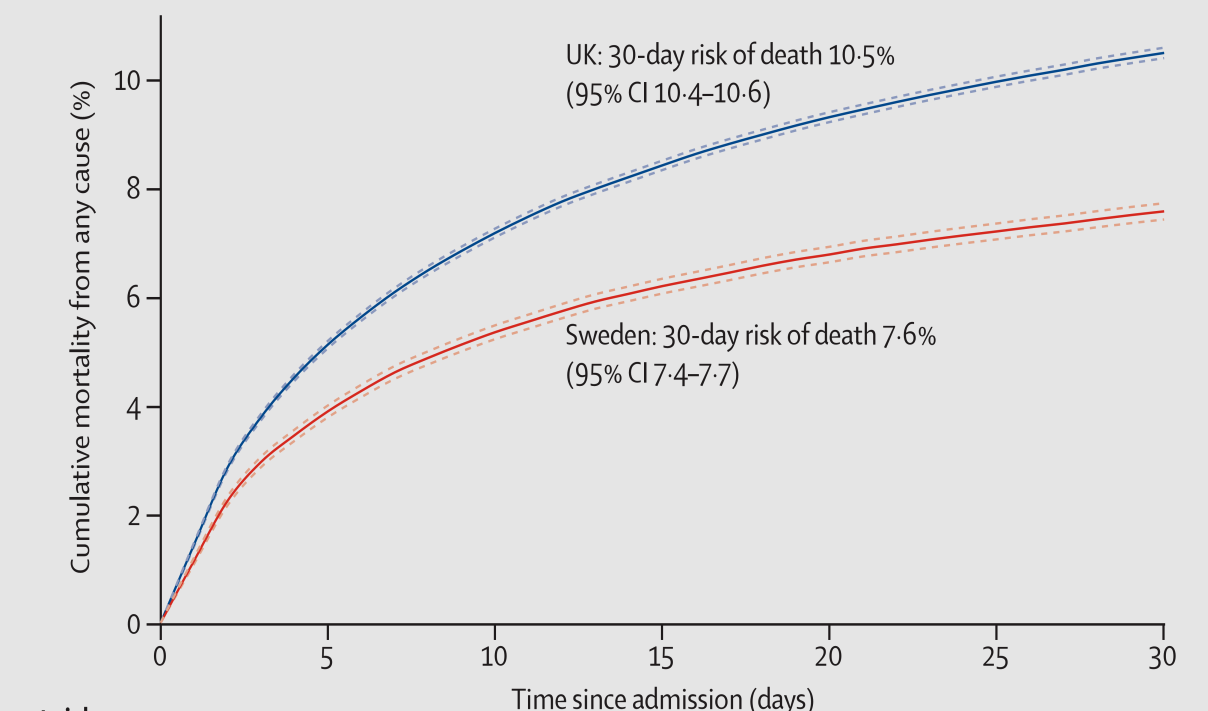 UK: 30-day risk of death 10·5%
(95% CI 10·4–10·6)
Sweden: 30-day risk of death 7·6%
(95% CI 7·4–7·7)
Cumulative mortality from any cause (%)
10
8
6
4
2
0
0 5 10 15 20 25 30
Time since admission (days)